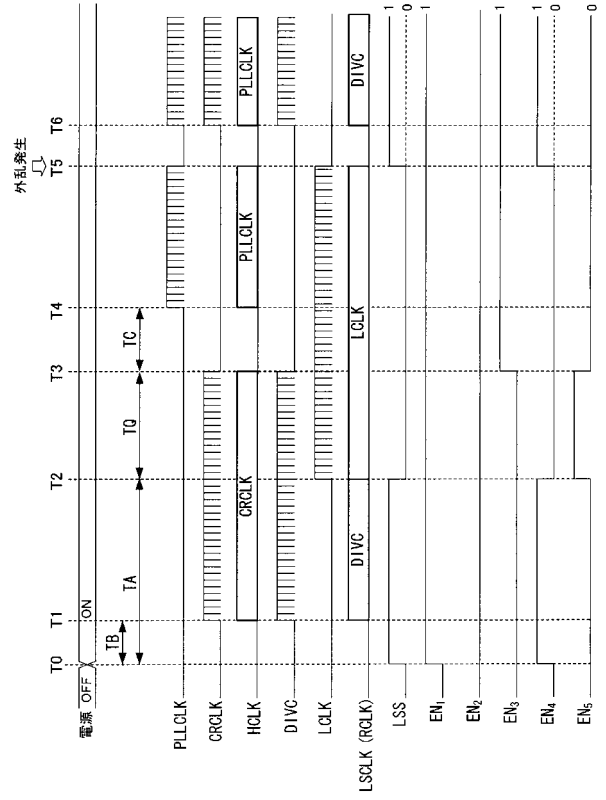 外乱発生
電源 OFF ON
T0 T1 T2 T3 T4 T5 T6
TB TA TQ TC
PLLCLK
CRCLK
HCLK CRCLK PLLCLK PLLCLK
DIVC
LCLK
LSCLK (RCLK) DIVC LCLK DIVC
LSS 1 0
EN1 1
EN2
EN3 1
EN4 1 0
EN5 0